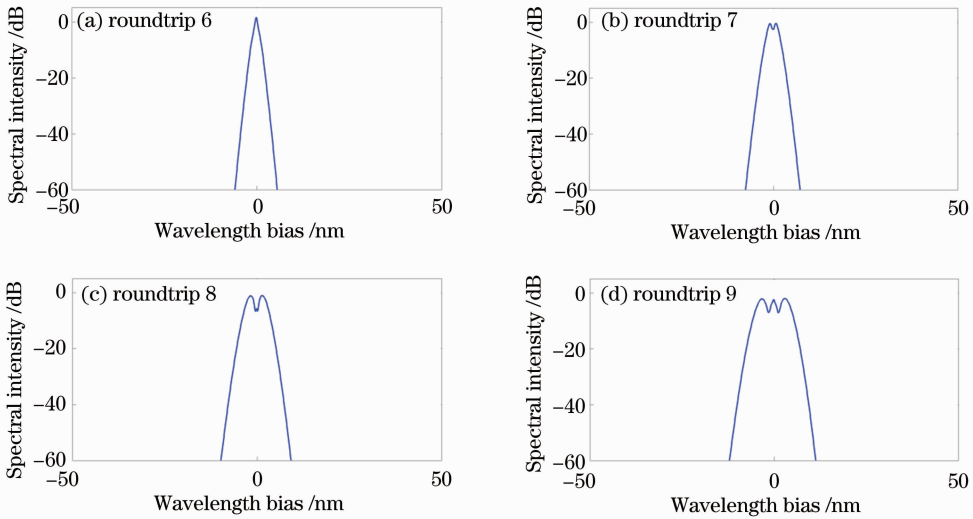 (a) roundtrip 6
Spectral intensity /dB
0
−20
−40
−60
−50
0
50
Wavelength bias /nm
(b) roundtrip 7
Spectral intensity /dB
0
−20
−40
−60
−50
0
50
Wavelength bias /nm
(c) roundtrip 8
Spectral intensity /dB
0
−20
−40
−60
−50
0
50
Wavelength bias /nm
(d) roundtrip 9
Spectral intensity /dB
0
−20
−40
−60
−50
0
50
Wavelength bias /nm